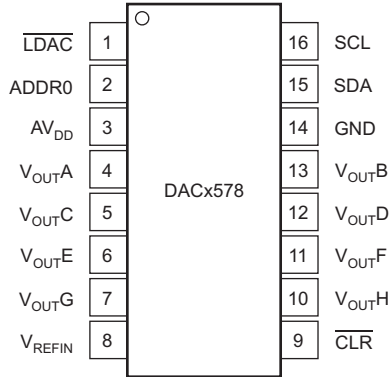 LDAC 1 16 SCL
ADDR0 2 15 SDA
AVDD 3 14 GND
VOUTA 4 13 VOUTB
DACx578
VOUTC 5 12 VOUTD
VOUTE 6 11 VOUTF
VOUTG 7 10 VOUTH
VREFIN 8 9 CLR